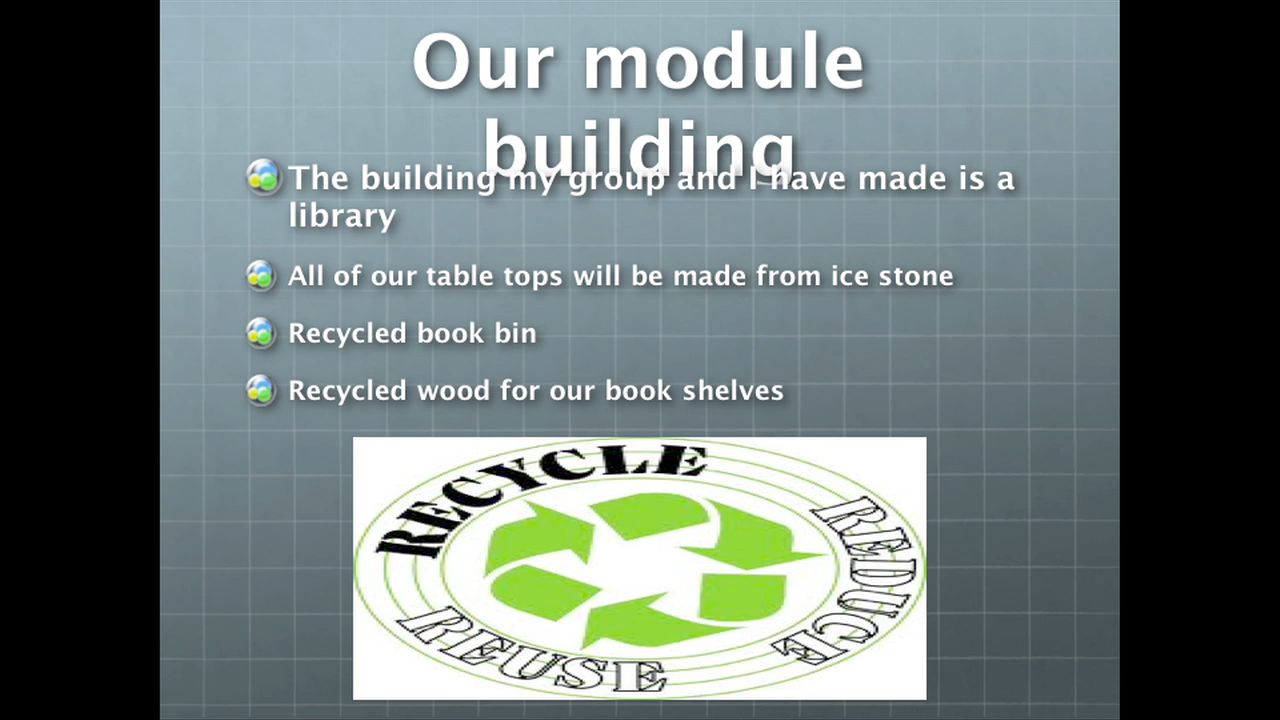 Our module
building
The building my group and I have made is a
library
All of our table tops will be made from ice stone
Recycled book bin
Recycled wood for our book shelves
RECYCLE
REDUCE
REUSE